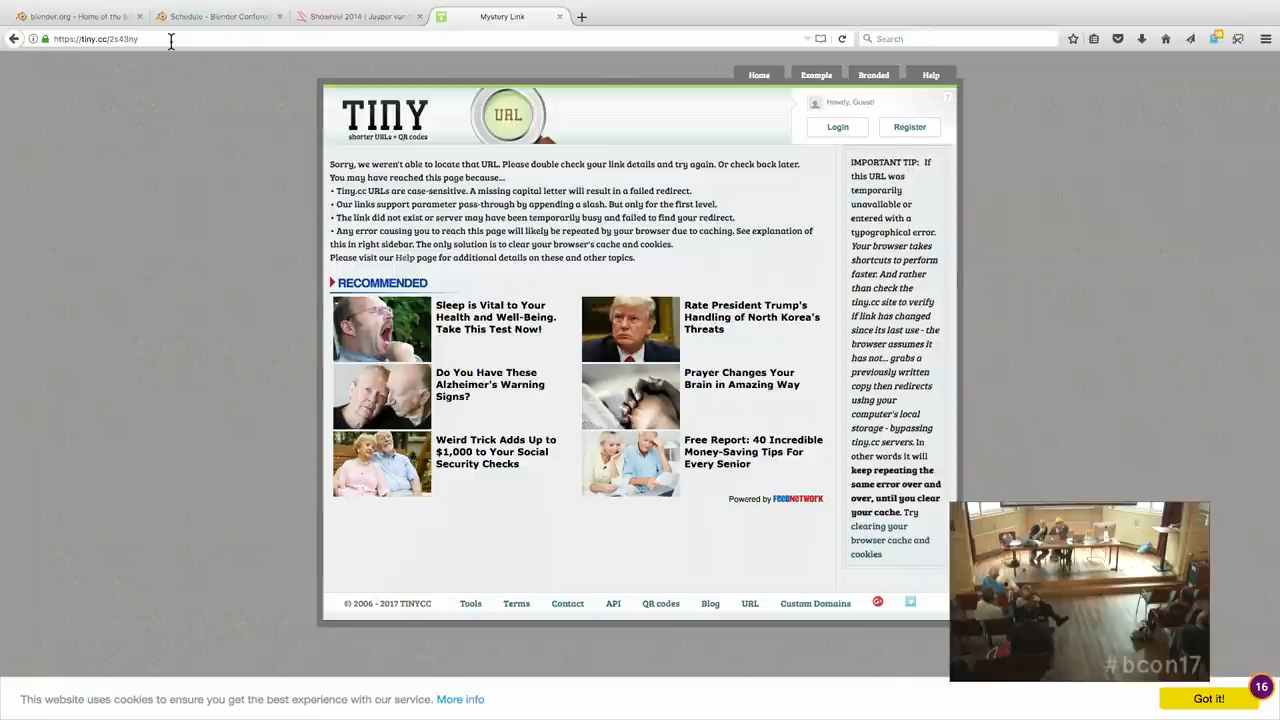 blender.org - Home of the B
Schedule - Blender Conferen
Showreel 2014 | Jasper van
Mystery Link
https://tiny.cc/2s43ny
Search
Home
Example
Branded
Help
TINY
shorter URLs • QR codes
URL
Howdy, Guest!
?
Login
Register
Sorry, we weren't able to locate that URL. Please double check your link details and try again. Or check back later.
You may have reached this page because...
• Tiny.cc URLs are case-sensitive. A missing capital letter will result in a failed redirect.
• Our links support parameter pass-through by appending a slash. But only for the first level.
• The link did not exist or server may have been temporarily busy and failed to find your redirect.
• Any error causing you to reach this page will likely be repeated by your browser due to caching. See explanation of
this in right sidebar. The only solution is to clear your browser's cache and cookies.
Please visit our Help page for additional details on these and other topics.
RECOMMENDED
Sleep is Vital to Your
Health and Well-Being.
Take This Test Now!
Rate President Trump's
Handling of North Korea's
Threats
Do You Have These
Alzheimer's Warning
Signs?
Prayer Changes Your
Brain in Amazing Way
Weird Trick Adds Up to
$1,000 to Your Social
Security Checks
Free Report: 40 Incredible
Money-Saving Tips For
Every Senior
Powered by FEEDNETWORK
IMPORTANT TIP: If
this URL was
temporarily
unavailable or
entered with a
typographical error.
Your browser takes
shortcuts to perform
faster. And rather
than check the
tiny.cc site to verify
if link has changed
since its last use - the
browser assumes it
has not... grabs a
previously written
copy then redirects
using your
computer's local
storage - bypassing
tiny.cc servers. In
other words it will
keep repeating the
same error over and
over, until you clear
your cache. Try
clearing your
browser cache and
cookies
© 2006 - 2017 TINYCC
Tools
Terms
Contact
API
QR codes
Blog
URL
Custom Domains
#bcon17
This website uses cookies to ensure you get the best experience with our service. More info
Got it!
16